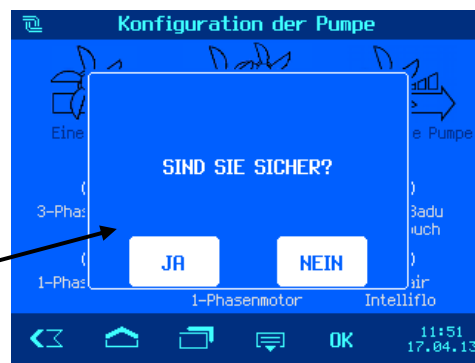 Konfiguration der Pumpe
Eine
e Pumpe
SIND SIE SICHER?
3-Phas
Badu
ouch
JA
NEIN
1-Phas
air
1-Phasenmotor
Intelliflo
OK
11:51
17.04.13